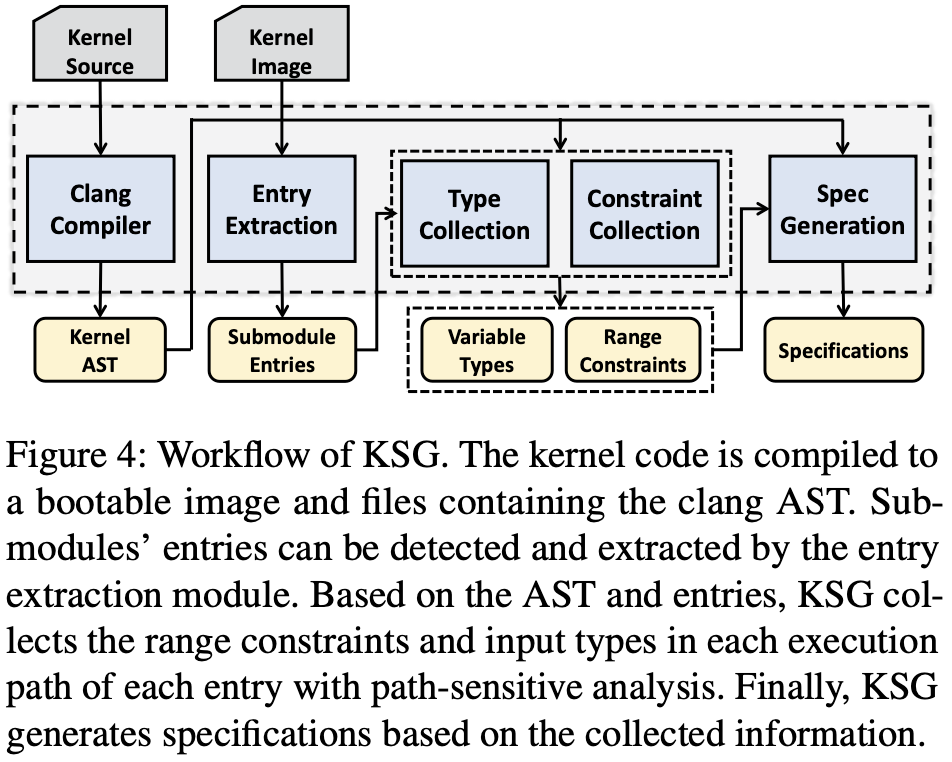 Kernel
Source
Kernel
Image
Clang
Compiler
Entry
Extraction
Type
Collection
Constraint
Collection
Spec
Generation
Kernel
AST
Submodule
Entries
Variable
Types
Range
Constraints
Specifications
Figure 4: Workflow of KSG. The kernel code is compiled to
a bootable image and files containing the clang AST. Sub-
modules’ entries can be detected and extracted by the entry
extraction module. Based on the AST and entries, KSG col-
lects the range constraints and input types in each execution
path of each entry with path-sensitive analysis. Finally, KSG
generates specifications based on the collected information.